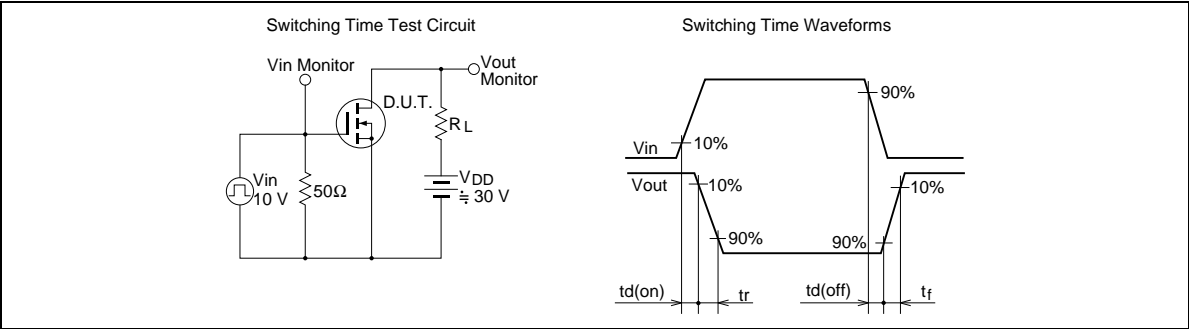 Switching Time Test Circuit
Vin Monitor
Vout
Monitor
D.U.T.
RL
Vin
10 V
50Ω
VDD
≒ 30 V
Switching Time Waveforms
Vin
Vout
10%
90%
10%
90%
90%
10%
td(on)
tr
td(off)
tf